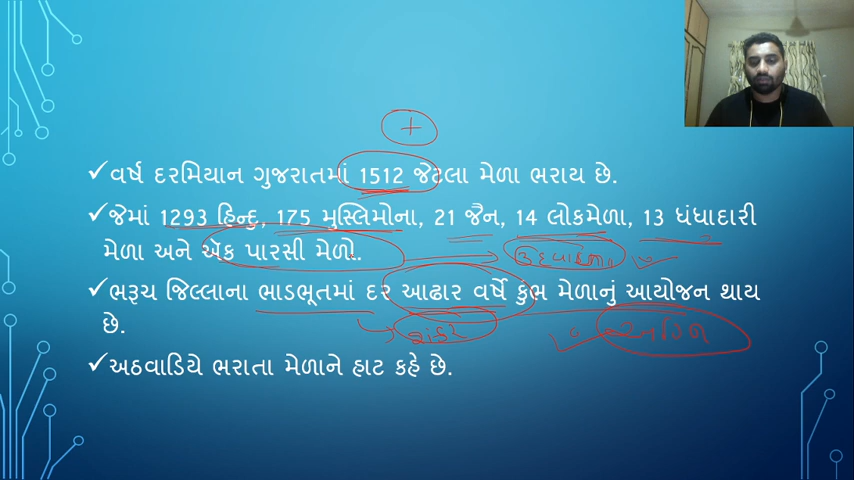 +
✓વર્ષ દરમિયાન ગુજરાતમાં 1512 જેટલા મેળા ભરાય છે.
✓જેમાં 1293 હિન્દુ, 175 મુસ્લિમોના, 21 જૈન, 14 લોકમેળા, 13 ધંધાદારી
મેળા અને એક પારસી મેળો.
✓ભરૂચ જિલ્લાના ભાડભૂતમાં દર અઢાર વર્ષે કુંભ મેળાનું આયોજન થાય
છે.
✓અઠવાડિયે ભરાતા મેળાને હાટ કહે છે.